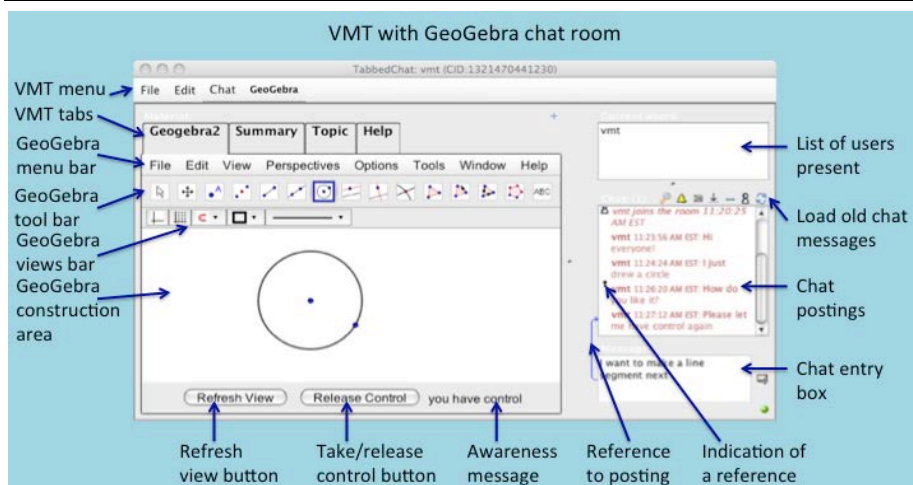 VMT with GeoGebra chat room
TabbedChat: vmt (CID:1321470441230)
VMT menu
File Edit Chat GeoGebra
VMT tabs
Geogebra2 Summary Topic Help
vmt
List of users
present
GeoGebra
menu bar
File Edit View Perspectives Options Tools Window Help
GeoGebra
tool bar
ABC
Load old chat
messages
GeoGebra
views bar
vmt joins the room 11:20:25
AM EST
vmt 11:23:56 AM EST: Hi
everyone!
vmt 11:24:24 AM EST: I just
drew a circle
vmt 11:26:20 AM EST: How do
you like it?
vmt 11:27:12 AM EST: Please let
me have control again
Chat
postings
GeoGebra
construction
area
I want to make a line
segment next
Chat entry
box
Refresh View Release Control you have control
Refresh
view button
Take/release
control button
Awareness
message
Reference
to posting
Indication of
a reference